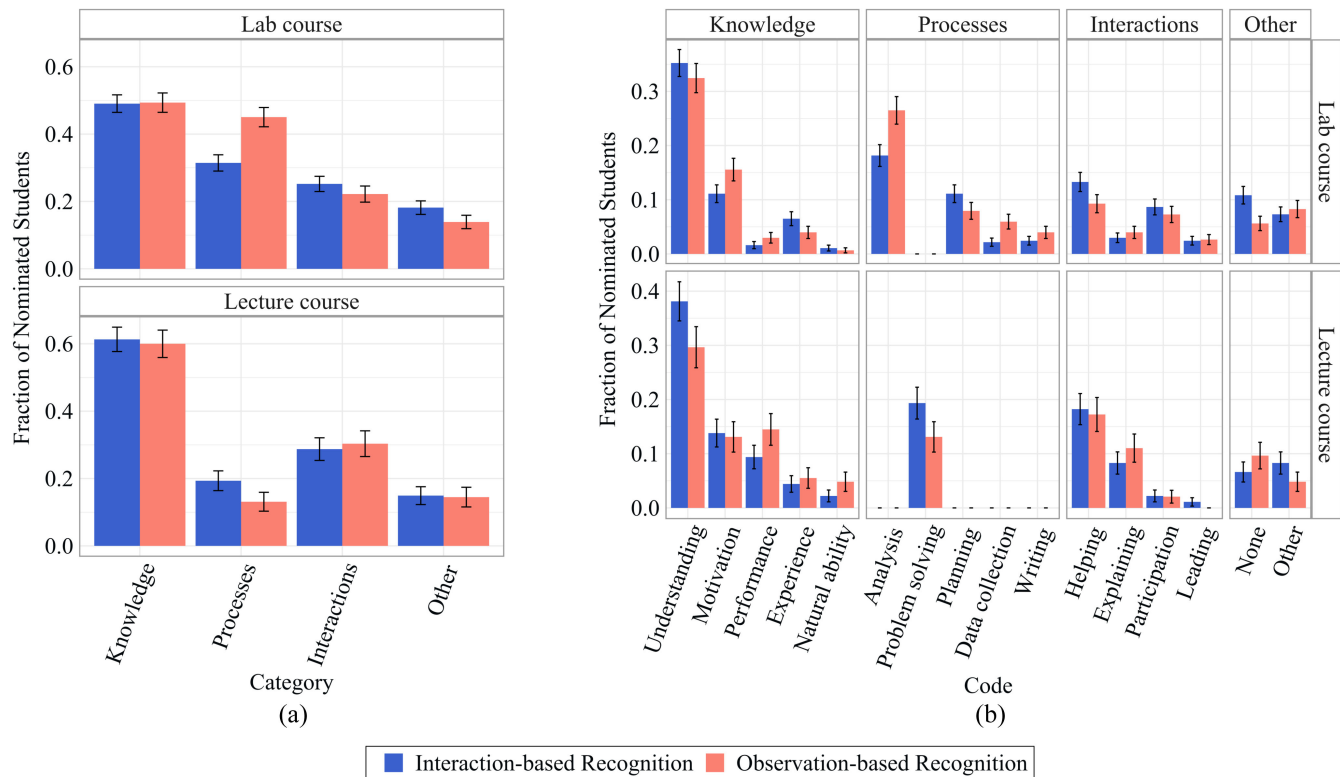 Lab course
0.6
0.4
0.2
0.0
Lecture course
0.6
0.4
0.2
0.0
Fraction of Nominated Students
Knowledge
Processes
Interactions
Other
Category
(a)
Knowledge
Processes
Interactions
Other
0.3
0.2
0.1
0.0
Lab course
0.4
0.3
0.2
0.1
0.0
Lecture course
Fraction of Nominated Students
Understanding
Motivation
Performance
Experience
Natural ability
Analysis
Problem solving
Planning
Data collection
Writing
Helping
Explaining
Participation
Leading
None
Other
Code
(b)
Interaction-based Recognition
Observation-based Recognition